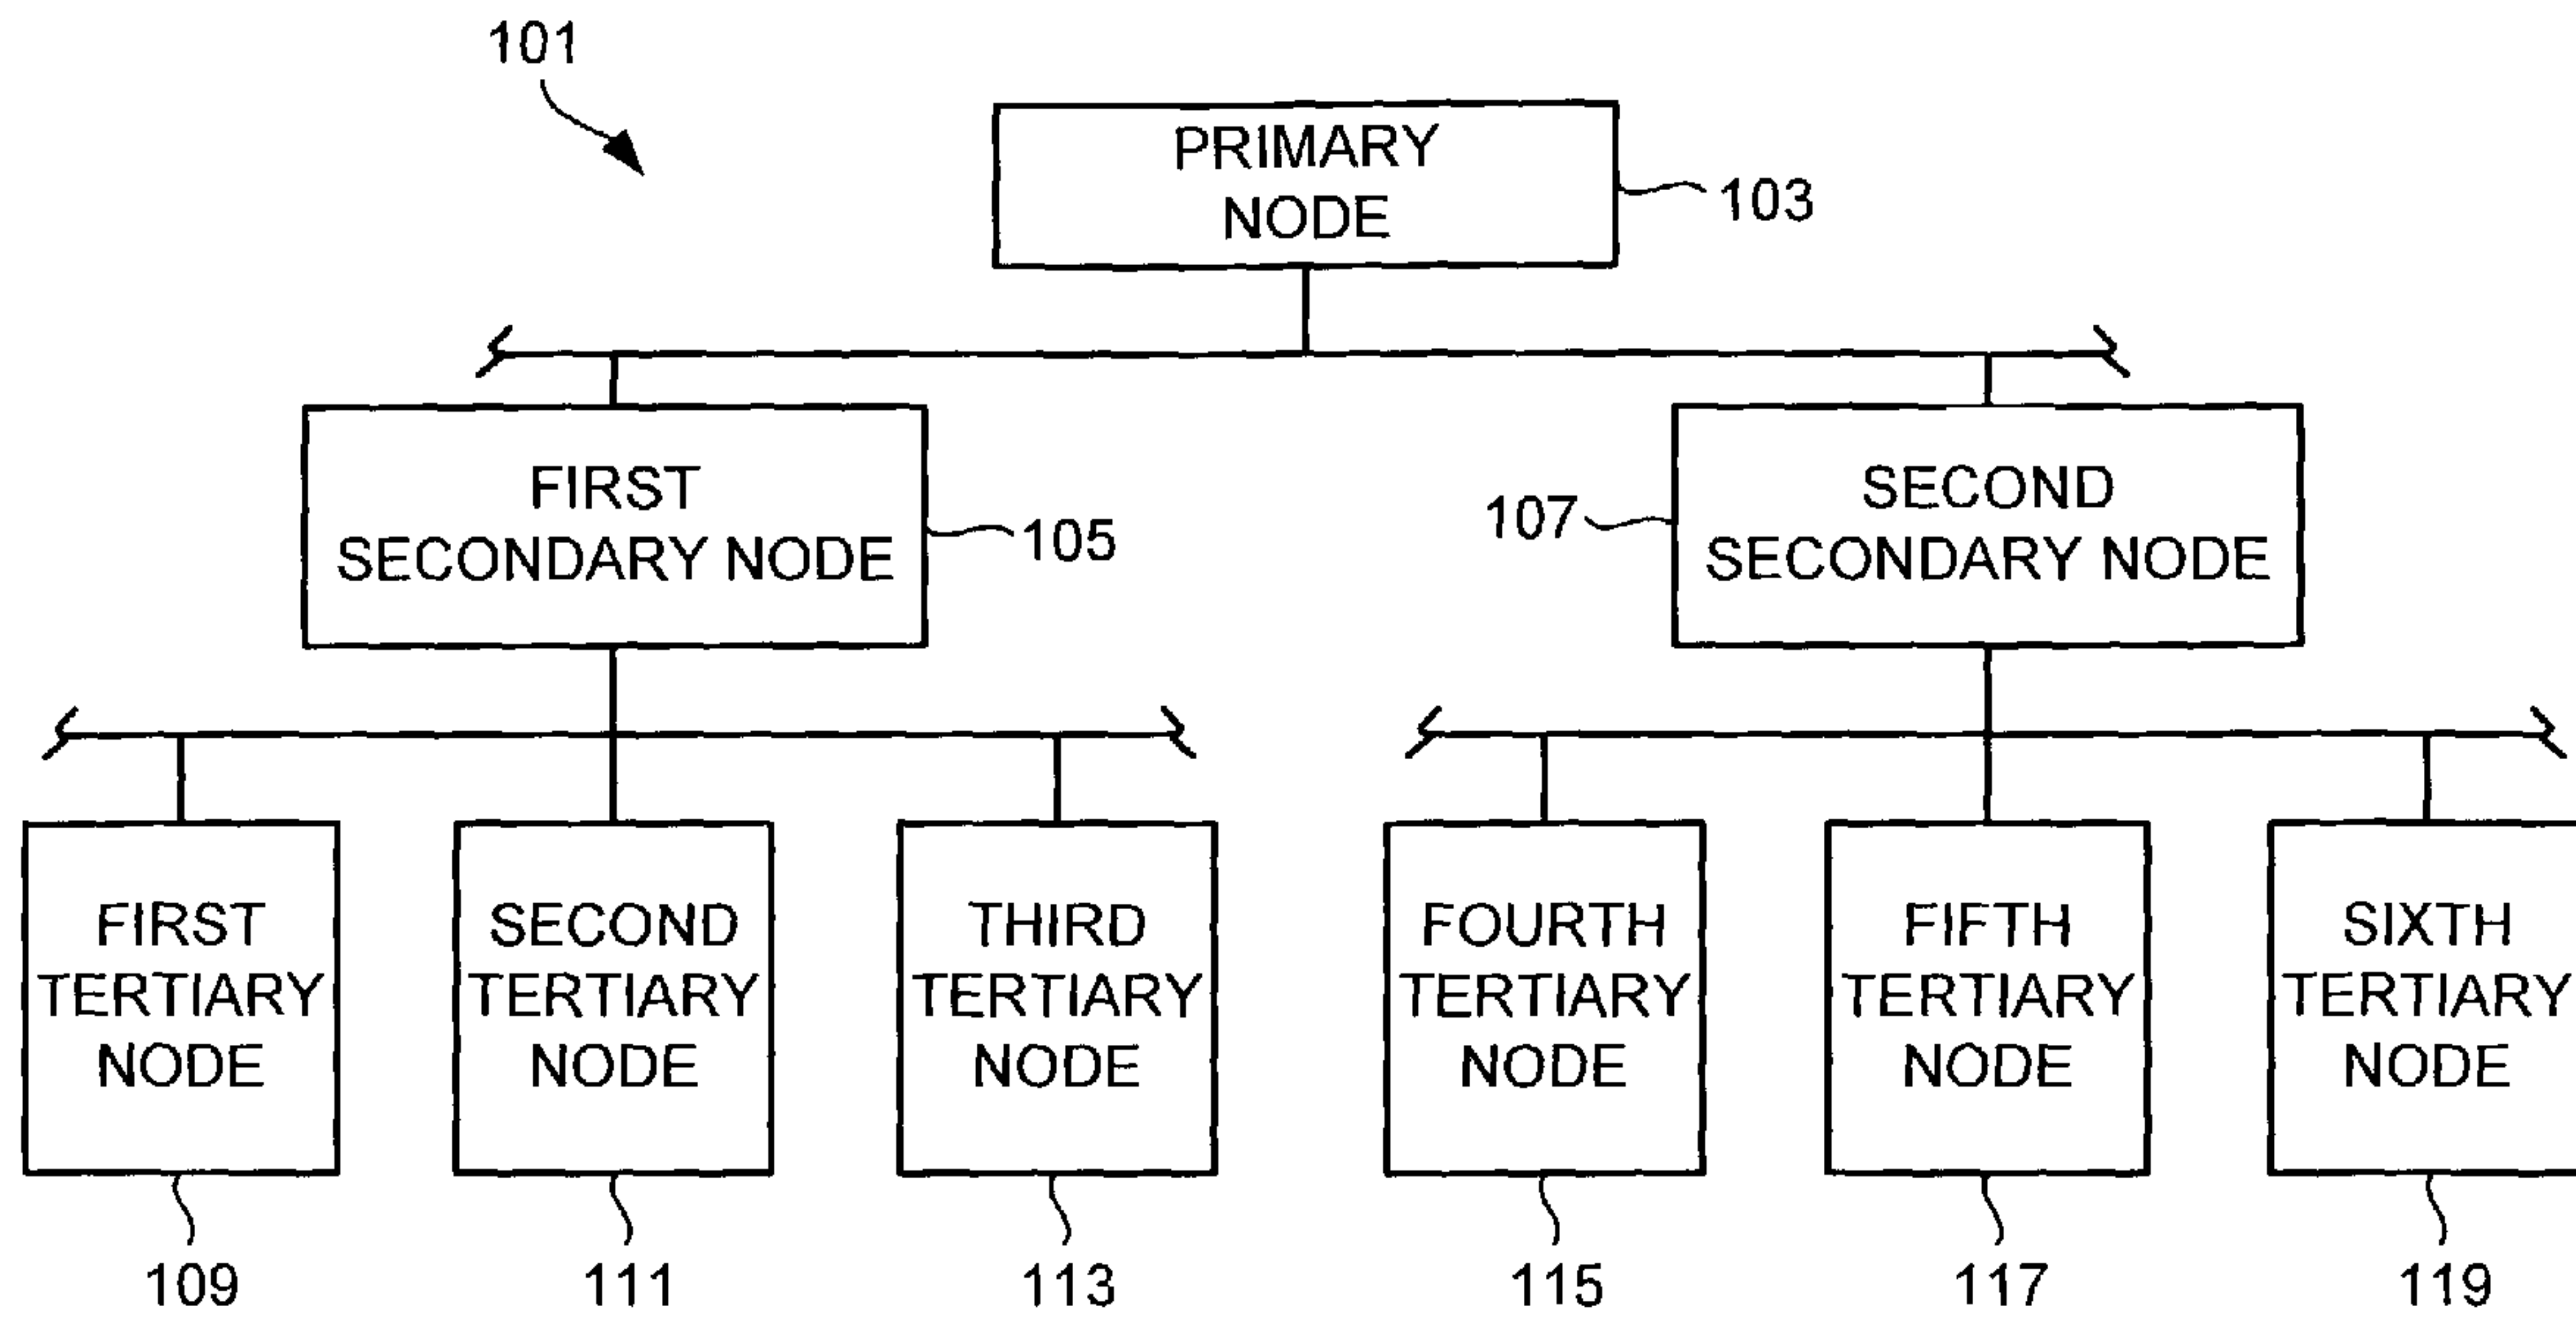 101
PRIMARY
NODE
103
FIRST
SECONDARY NODE
105
107
SECOND
SECONDARY NODE
FIRST
TERTIARY
NODE
SECOND
TERTIARY
NODE
THIRD
TERTIARY
NODE
FOURTH
TERTIARY
NODE
FIFTH
TERTIARY
NODE
SIXTH
TERTIARY
NODE
109
111
113
115
117
119